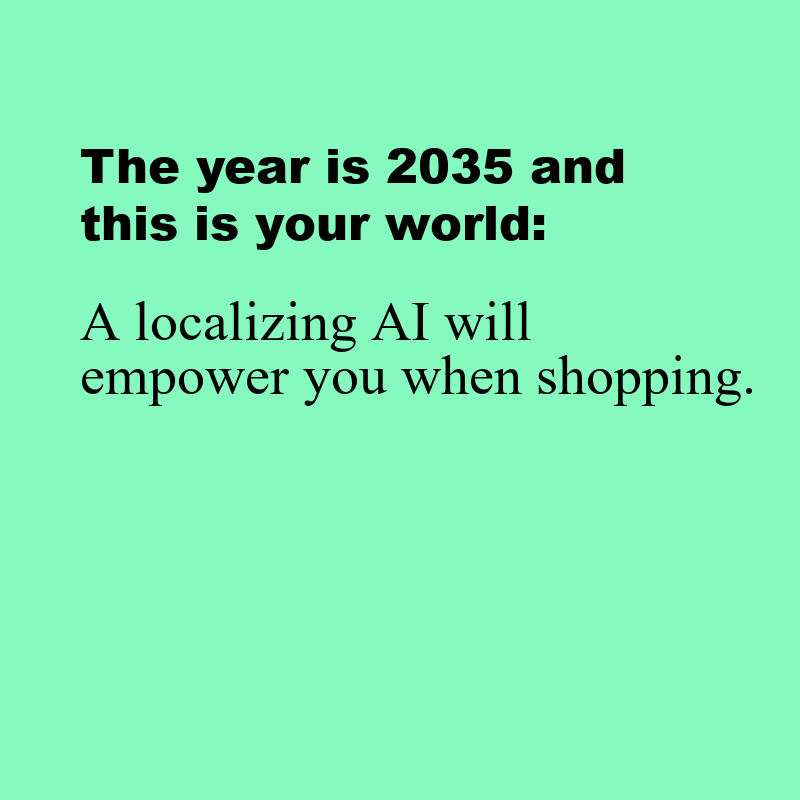 The year is 2035 and
this is your world:
A localizing AI will
empower you when shopping.